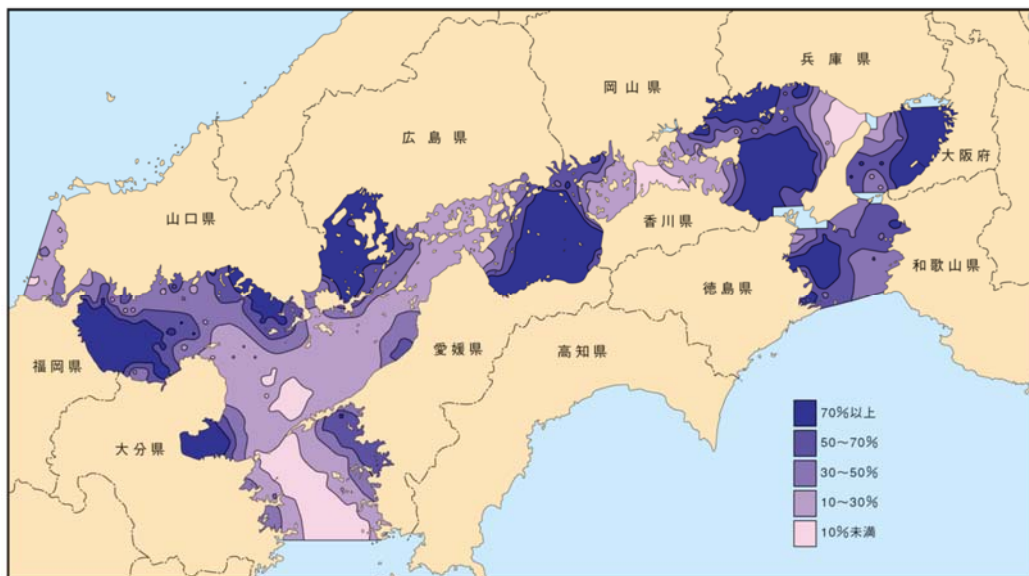 兵庫県
岡山県
広島県
大阪府
山口県
香川県
和歌山県
徳島県
愛媛県
高知県
福岡県
大分県
70%以上
50～70%
30～50%
10～30%
10%未満